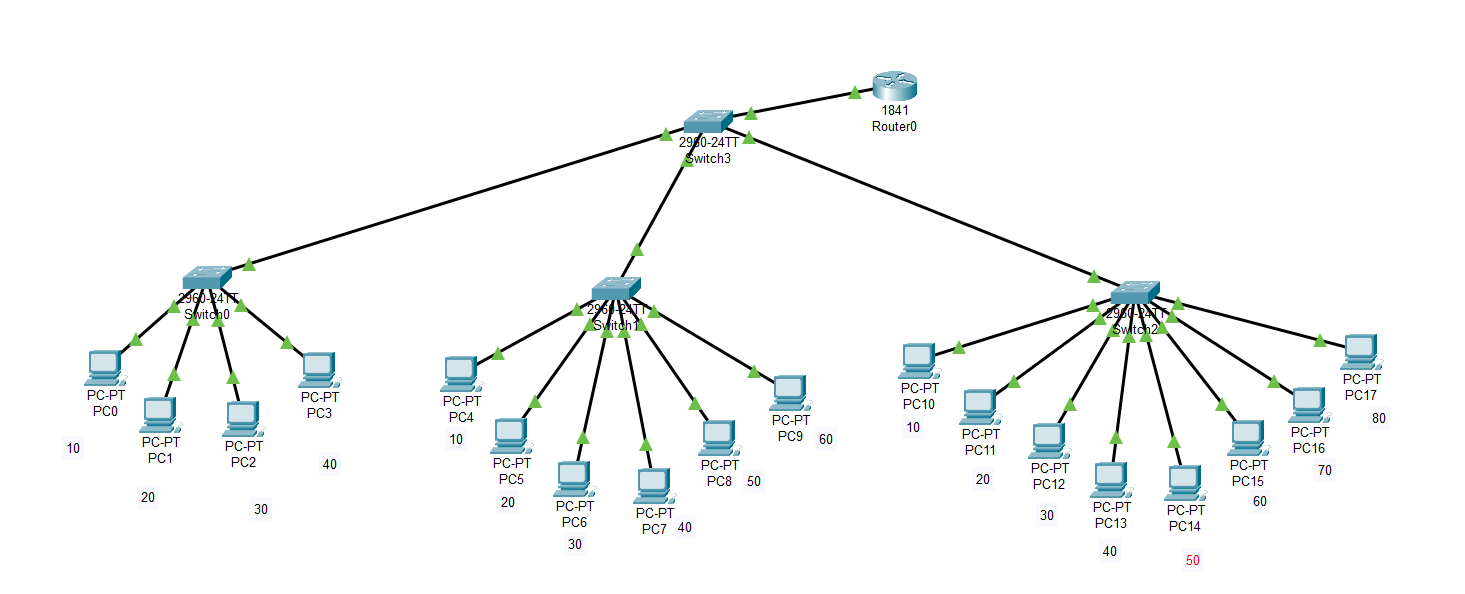 1841
Router0
2960-24TT
Switch3
2960-24TT
Switch0
2960-24TT
Switch1
2960-24TT
Switch2
PC-PT
PC0
10
PC-PT
PC1
20
PC-PT
PC2
30
PC-PT
PC3
40
PC-PT
PC4
10
PC-PT
PC5
20
PC-PT
PC6
30
PC-PT
PC7
40
PC-PT
PC8
50
PC-PT
PC9
60
PC-PT
PC10
10
PC-PT
PC11
20
PC-PT
PC12
30
PC-PT
PC13
40
PC-PT
PC14
50
PC-PT
PC15
60
PC-PT
PC16
70
PC-PT
PC17
80